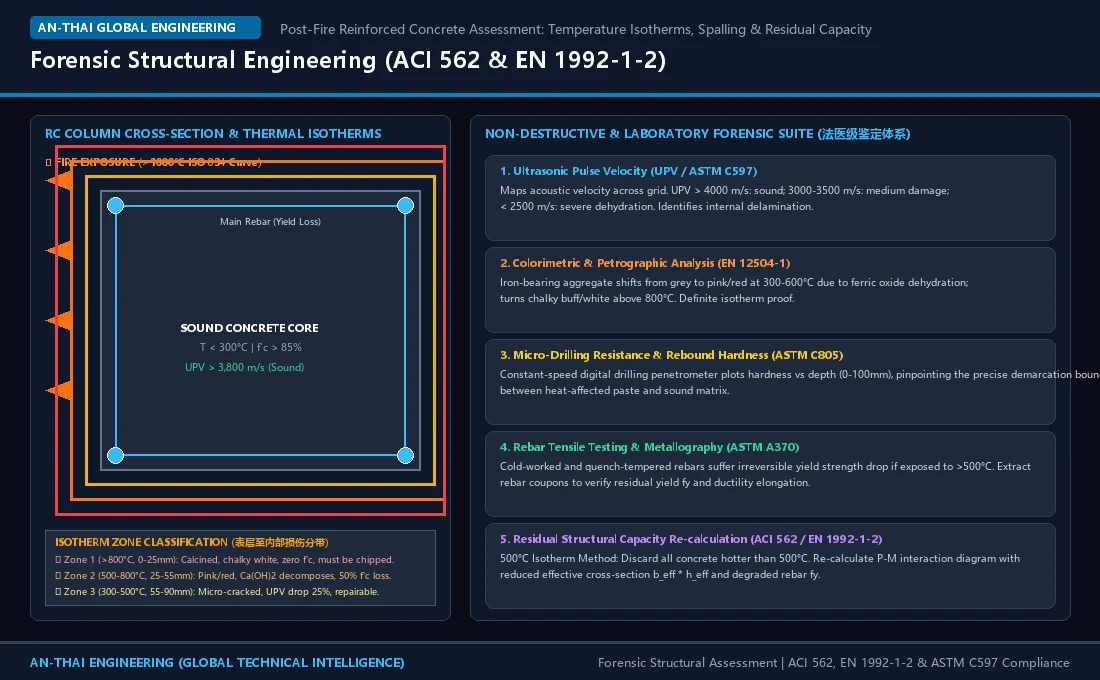 AN-THAI GLOBAL ENGINEERING
Post-Fire Reinforced Concrete Assessment: Temperature Isotherms, Spalling & Residual Capacity
Forensic Structural Engineering (ACI 562 & EN 1992-1-2)
RC COLUMN CROSS-SECTION & THERMAL ISOTHERMS
FIRE EXPOSURE (> 1000°C ISO 834 Curve)
Main Rebar (Yield Loss)
SOUND CONCRETE CORE
T < 300°C | f'c > 85%
UPV > 3,800 m/s (Sound)
ISOTHERM ZONE CLASSIFICATION (表层至内部损伤分带)
Zone 1 (>800°C, 0-25mm): Calcined, chalky white, zero f'c, must be chipped.
Zone 2 (500-800°C, 25-55mm): Pink/red, Ca(OH)2 decomposes, 50% f'c loss.
Zone 3 (300-500°C, 55-90mm): Micro-cracked, UPV drop 25%, repairable.
NON-DESTRUCTIVE & LABORATORY FORENSIC SUITE (法医级鉴定体系)
1. Ultrasonic Pulse Velocity (UPV / ASTM C597)
Maps acoustic velocity across grid. UPV > 4000 m/s: sound; 3000-3500 m/s: medium damage;
< 2500 m/s: severe dehydration. Identifies internal delamination.
2. Colorimetric & Petrographic Analysis (EN 12504-1)
Iron-bearing aggregate shifts from grey to pink/red at 300-600°C due to ferric oxide dehydration;
turns chalky buff/white above 800°C. Definite isotherm proof.
3. Micro-Drilling Resistance & Rebound Hardness (ASTM C805)
Constant-speed digital drilling penetrometer plots hardness vs depth (0-100mm), pinpointing the precise demarcation boun
between heat-affected paste and sound matrix.
4. Rebar Tensile Testing & Metallography (ASTM A370)
Cold-worked and quench-tempered rebars suffer irreversible yield strength drop if exposed to >500°C. Extract
rebar coupons to verify residual yield fy and ductility elongation.
5. Residual Structural Capacity Re-calculation (ACI 562 / EN 1992-1-2)
500°C Isotherm Method: Discard all concrete hotter than 500°C. Re-calculate P-M interaction diagram with
reduced effective cross-section b_eff * h_eff and degraded rebar fy.
AN-THAI ENGINEERING (GLOBAL TECHNICAL INTELLIGENCE)
Forensic Structural Assessment | ACI 562, EN 1992-1-2 & ASTM C597 Compliance